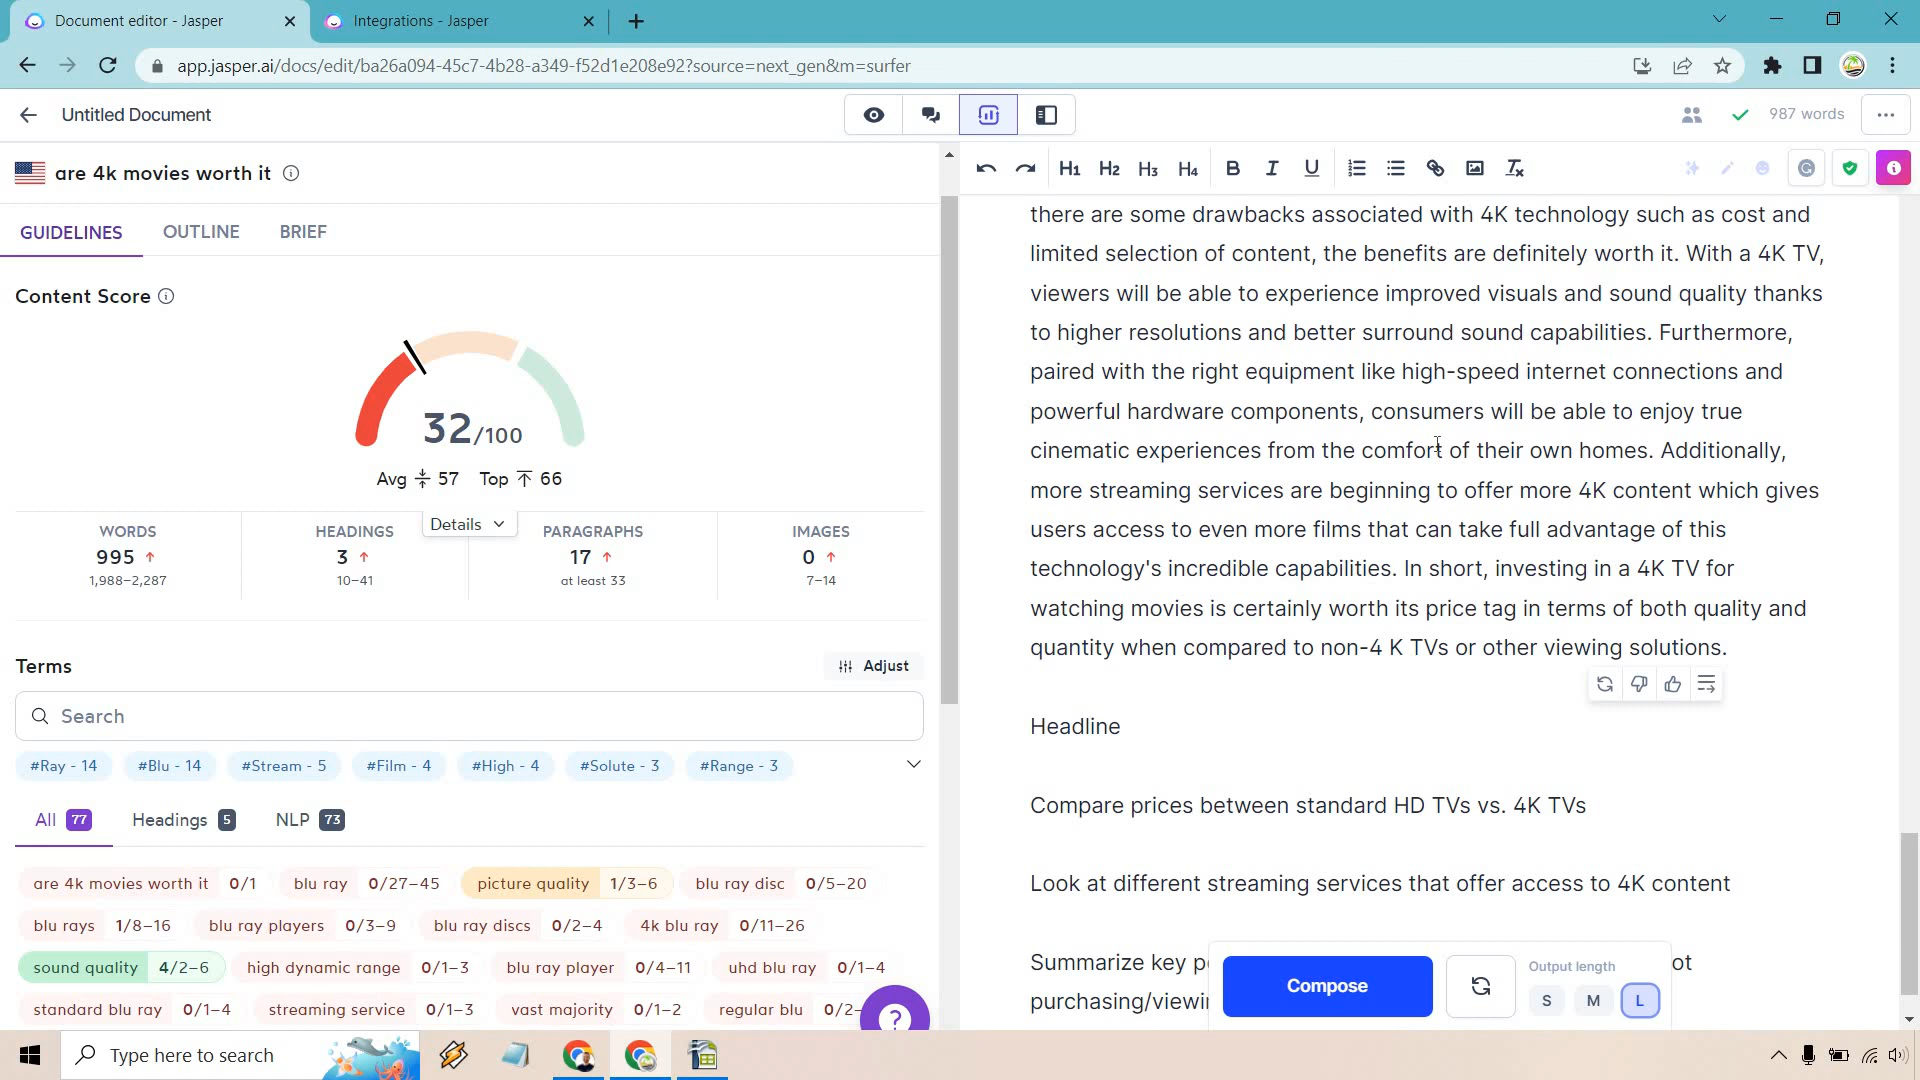 Document editor - Jasper
Integrations - Jasper
app.jasper.ai/docs/edit/ba26a094-45c7-4b28-a349-f52d1e208e92?source=next_gen&m=surfer
Untitled Document
987 words
are 4k movies worth it
GUIDELINES
OUTLINE
BRIEF
Content Score
32/100
Avg 57 Top 66
Details
WORDS
995
1,988–2,287
HEADINGS
3
10–41
PARAGRAPHS
17
at least 33
IMAGES
0
7–14
Terms
Adjust
Search
#Ray - 14
#Blu - 14
#Stream - 5
#Film - 4
#High - 4
#Solute - 3
#Range - 3
All 77
Headings 5
NLP 73
are 4k movies worth it 0/1
blu ray 0/27–45
picture quality 1/3–6
blu ray disc 0/5–20
blu rays 1/8–16
blu ray players 0/3–9
blu ray discs 0/2–4
4k blu ray 0/11–26
sound quality 4/2–6
high dynamic range 0/1–3
blu ray player 0/4–11
uhd blu ray 0/1–4
standard blu ray 0/1–4
streaming service 0/1–3
vast majority 0/1–2
regular blu 0/2–
?
H1 H2 H3 H4 B I U
there are some drawbacks associated with 4K technology such as cost and
limited selection of content, the benefits are definitely worth it. With a 4K TV,
viewers will be able to experience improved visuals and sound quality thanks
to higher resolutions and better surround sound capabilities. Furthermore,
paired with the right equipment like high-speed internet connections and
powerful hardware components, consumers will be able to enjoy true
cinematic experiences from the comfort of their own homes. Additionally,
more streaming services are beginning to offer more 4K content which gives
users access to even more films that can take full advantage of this
technology's incredible capabilities. In short, investing in a 4K TV for
watching movies is certainly worth its price tag in terms of both quality and
quantity when compared to non-4 K TVs or other viewing solutions.
Headline
Compare prices between standard HD TVs vs. 4K TVs
Look at different streaming services that offer access to 4K content
Summarize key p
ot
purchasing/viewi
Compose
Output length
S M L
Type here to search